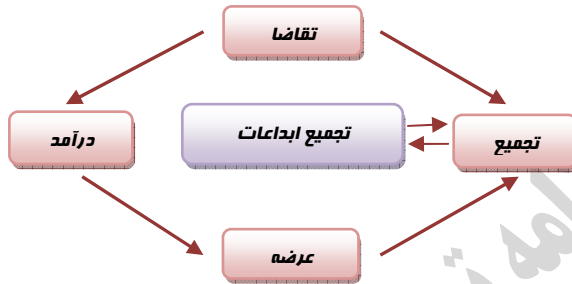 تقاضا
درآمد
تجمیع ابداعات
تجمیع
عرضه